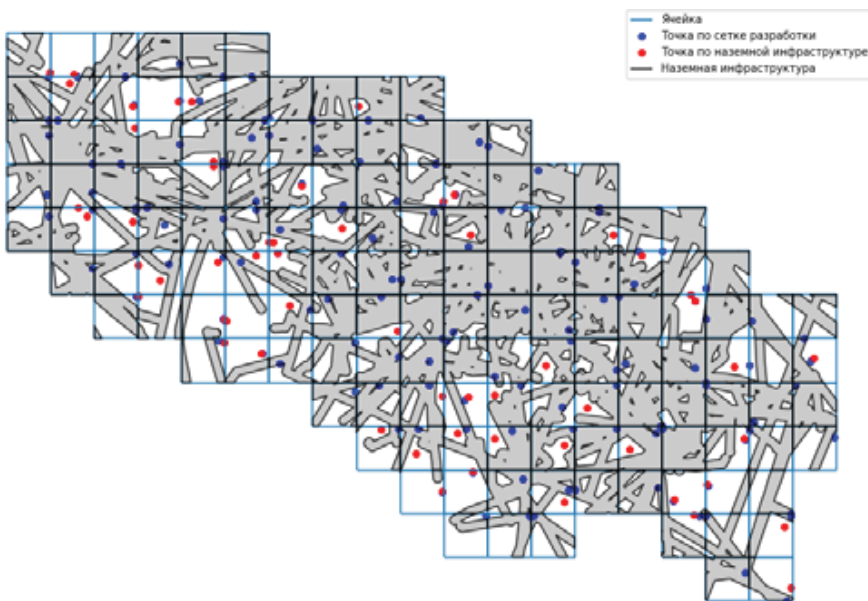 Ячейка
Точка по сетке разработки
Точка по наземной инфраструктуре
Наземная инфраструктура